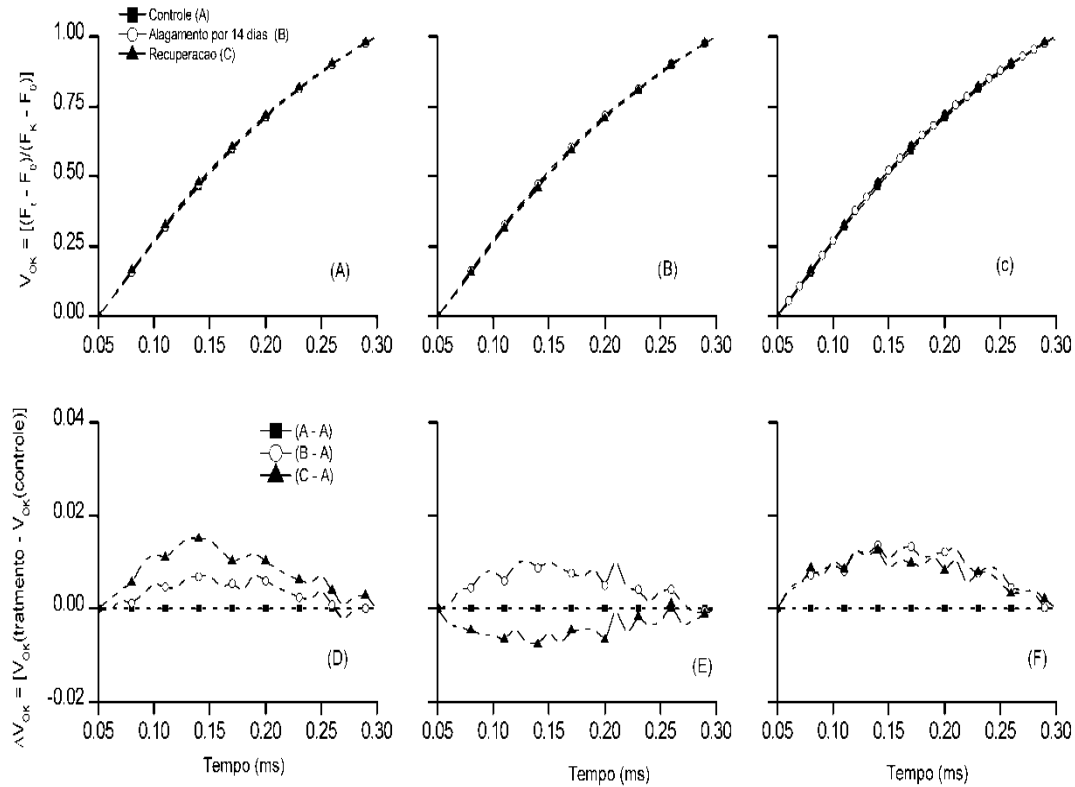 Controle (A)
Alagamento por 14 dias (B)
Recuperacao (C)
V_OK = [(F_t - F_0)/(F_K - F_0)]
1.00
0.75
0.50
0.25
0.00
(A)
(B)
(c)
0.05 0.10 0.15 0.20 0.25 0.30
0.05 0.10 0.15 0.20 0.25 0.30
0.05 0.10 0.15 0.20 0.25 0.30
ΔV_OK = [V_OK(tratmento - V_OK(controle)]
0.04
0.02
0.00
-0.02
(A - A)
(B - A)
(C - A)
(D)
(E)
(F)
0.05 0.10 0.15 0.20 0.25 0.30
0.05 0.10 0.15 0.20 0.25 0.30
0.05 0.10 0.15 0.20 0.25 0.30
Tempo (ms)
Tempo (ms)
Tempo (ms)